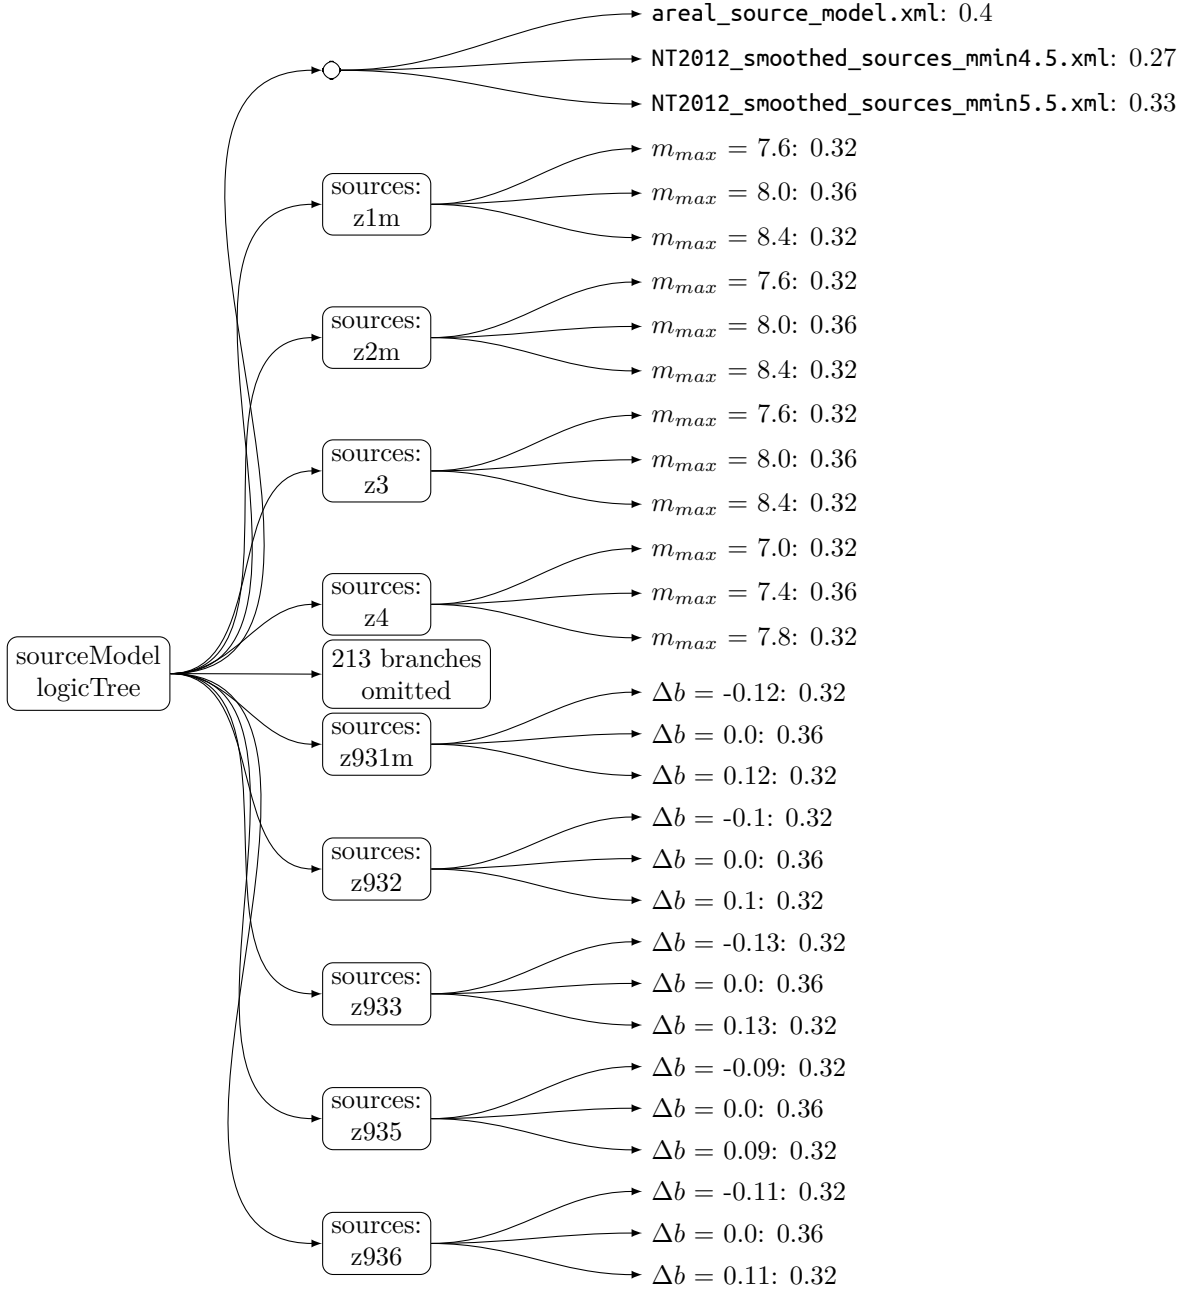 areal_source_model.xml: 0.4
NT2012_smoothed_sources_mmin4.5.xml: 0.27
NT2012_smoothed_sources_mmin5.5.xml: 0.33
sources:
z1m
m_max = 7.6: 0.32
m_max = 8.0: 0.36
m_max = 8.4: 0.32
sources:
z2m
m_max = 7.6: 0.32
m_max = 8.0: 0.36
m_max = 8.4: 0.32
sources:
z3
m_max = 7.6: 0.32
m_max = 8.0: 0.36
m_max = 8.4: 0.32
sources:
z4
m_max = 7.0: 0.32
m_max = 7.4: 0.36
m_max = 7.8: 0.32
sourceModel
logicTree
213 branches
omitted
sources:
z931m
Δb = -0.12: 0.32
Δb = 0.0: 0.36
Δb = 0.12: 0.32
sources:
z932
Δb = -0.1: 0.32
Δb = 0.0: 0.36
Δb = 0.1: 0.32
sources:
z933
Δb = -0.13: 0.32
Δb = 0.0: 0.36
Δb = 0.13: 0.32
sources:
z935
Δb = -0.09: 0.32
Δb = 0.0: 0.36
Δb = 0.09: 0.32
sources:
z936
Δb = -0.11: 0.32
Δb = 0.0: 0.36
Δb = 0.11: 0.32